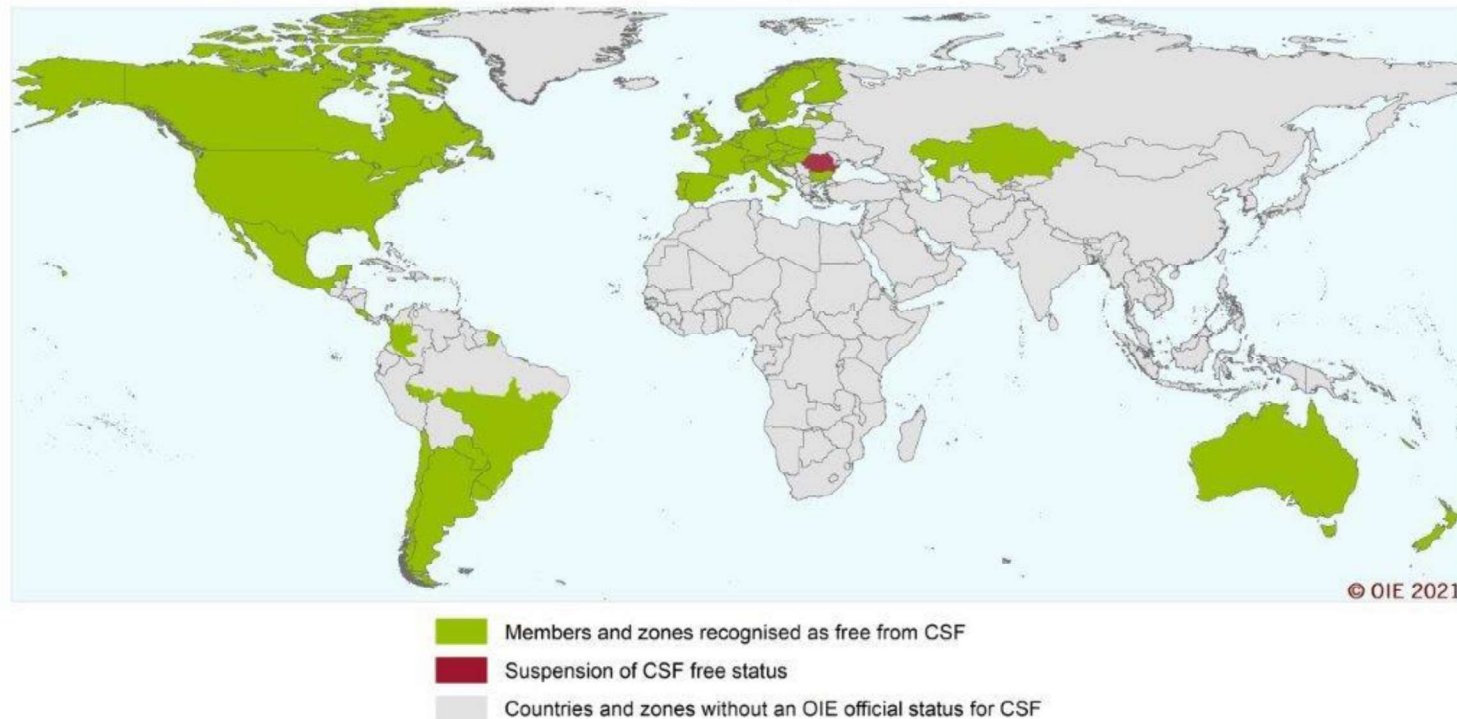 © OIE 2021
Members and zones recognised as free from CSF
Suspension of CSF free status
Countries and zones without an OIE official status for CSF